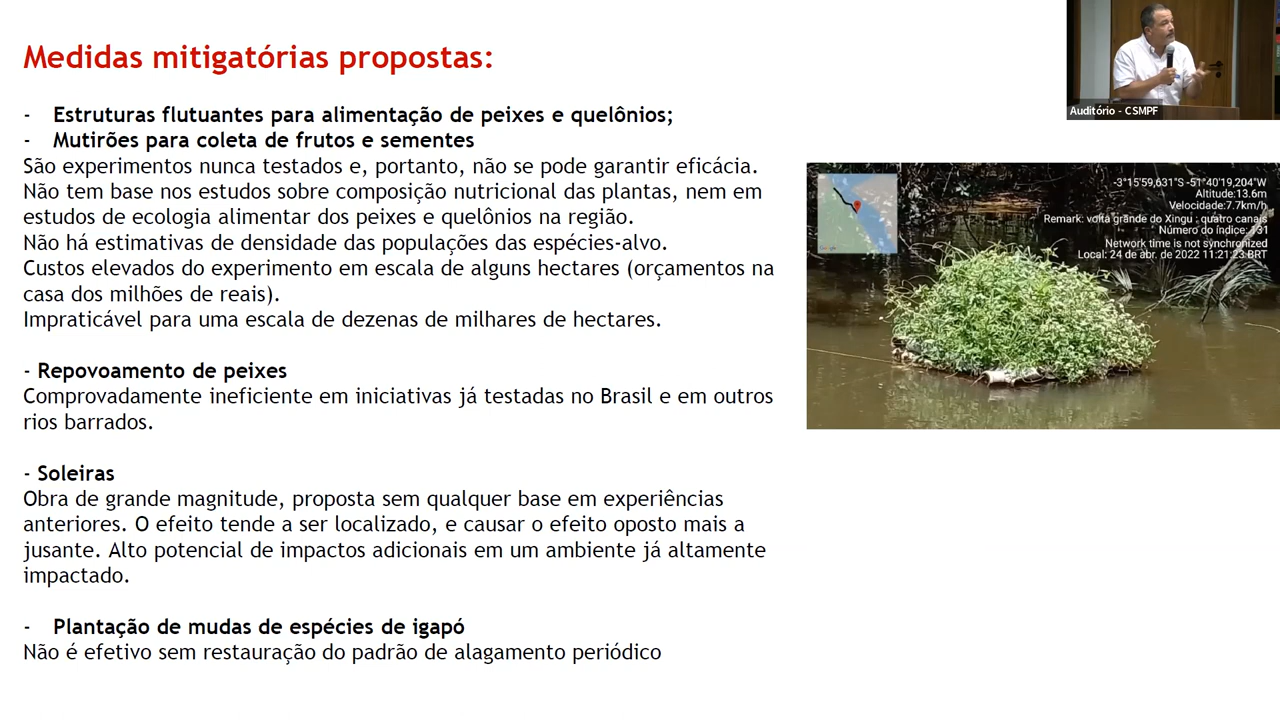 Medidas mitigatórias propostas:
- Estruturas flutuantes para alimentação de peixes e quelônios;
- Mutirões para coleta de frutos e sementes
São experimentos nunca testados e, portanto, não se pode garantir eficácia.
Não tem base nos estudos sobre composição nutricional das plantas, nem em
estudos de ecologia alimentar dos peixes e quelônios na região.
Não há estimativas de densidade das populações das espécies-alvo.
Custos elevados do experimento em escala de alguns hectares (orçamentos na
casa dos milhões de reais).
Impraticável para uma escala de dezenas de milhares de hectares.
- Repovoamento de peixes
Comprovadamente ineficiente em iniciativas já testadas no Brasil e em outros
rios barrados.
- Soleiras
Obra de grande magnitude, proposta sem qualquer base em experiências
anteriores. O efeito tende a ser localizado, e causar o efeito oposto mais a
jusante. Alto potencial de impactos adicionais em um ambiente já altamente
impactado.
- Plantação de mudas de espécies de igapó
Não é efetivo sem restauração do padrão de alagamento periódico
Auditório - CSMPF
-3°15'59,631"S -51°40'19,204"W
Altitude:13.6m
Velocidade:7.7km/h
Remark: volta grande do Xingu : quatro canais
Número do índice: 131
Network time is not synchronized
Local: 24 de abr. de 2022 11:21:23 BRT